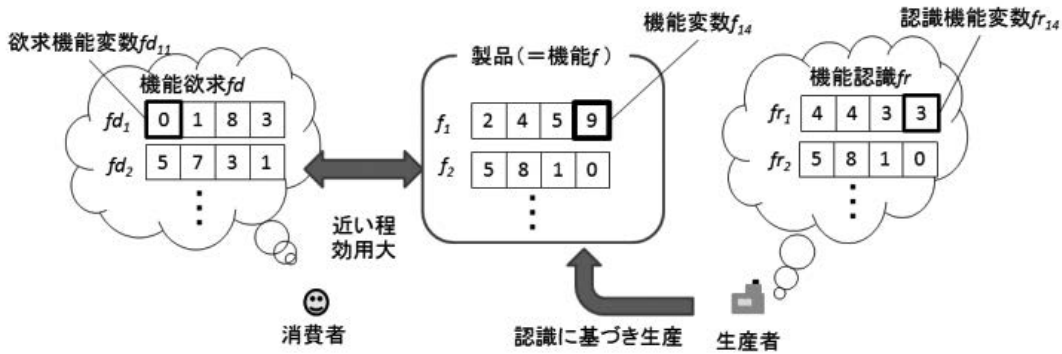 欲求機能変数fd11
機能欲求fd
fd1 0 1 8 3
fd2 5 7 3 1
近い程
効用大
消費者
機能変数f14
製品(=機能f)
f1 2 4 5 9
f2 5 8 1 0
認識に基づき生産
認識機能変数fr14
機能認識fr
fr1 4 4 3 3
fr2 5 8 1 0
生産者